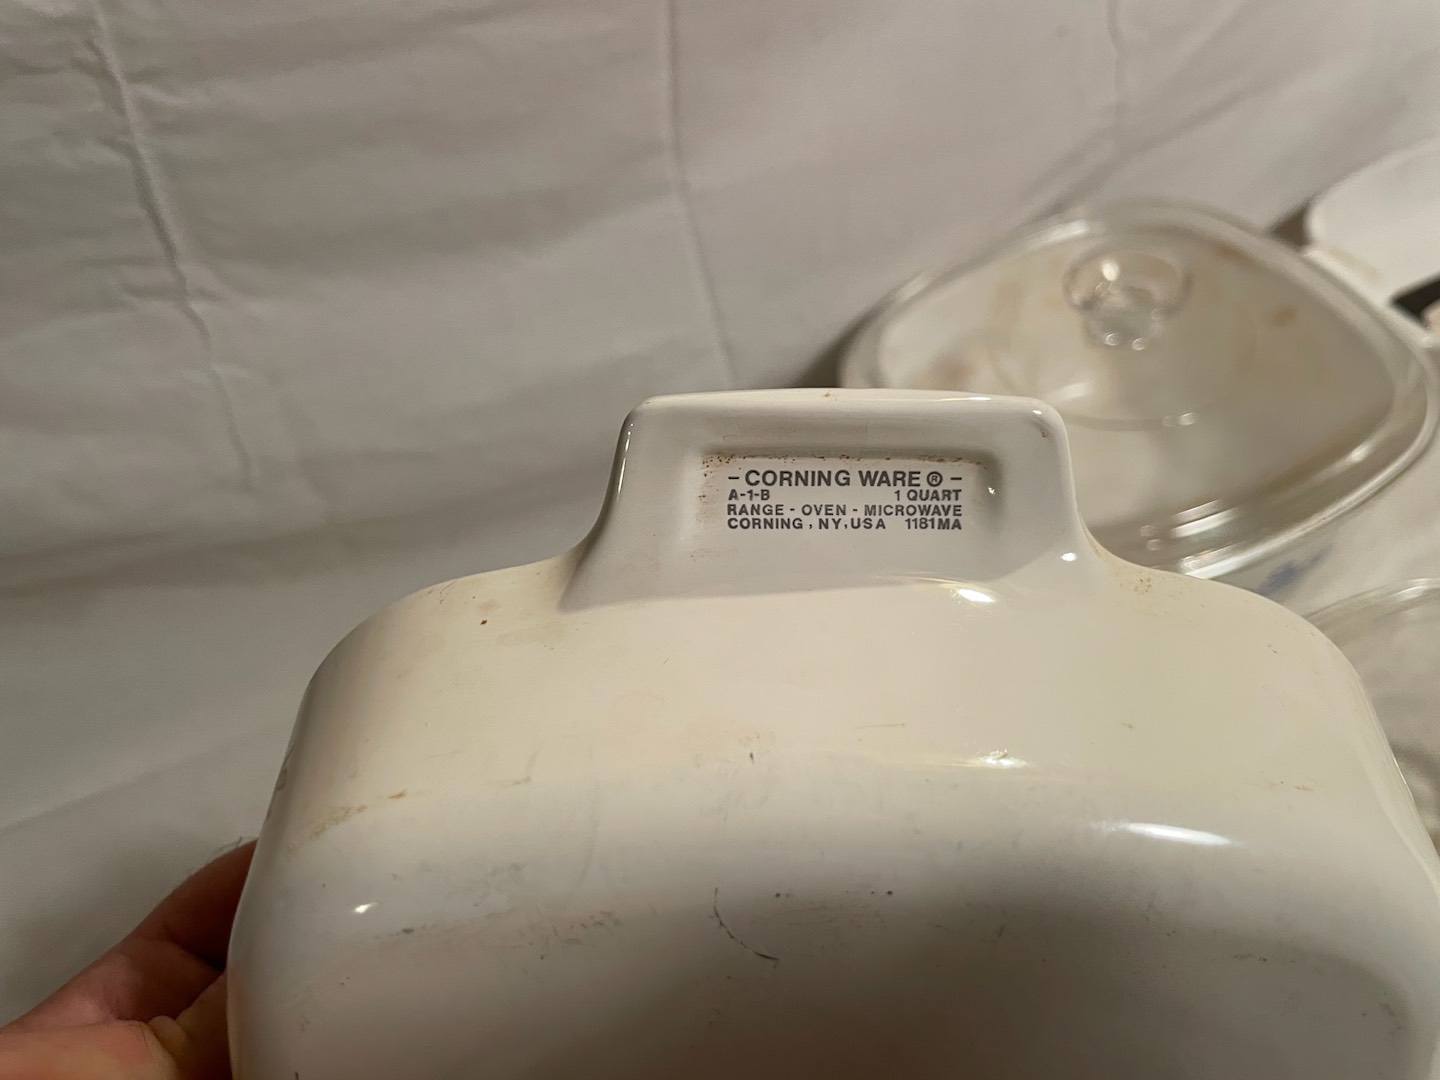 - CORNING WARE ® -
A-1-B 1 QUART
RANGE - OVEN - MICROWAVE
CORNING , NY, USA 1181MA